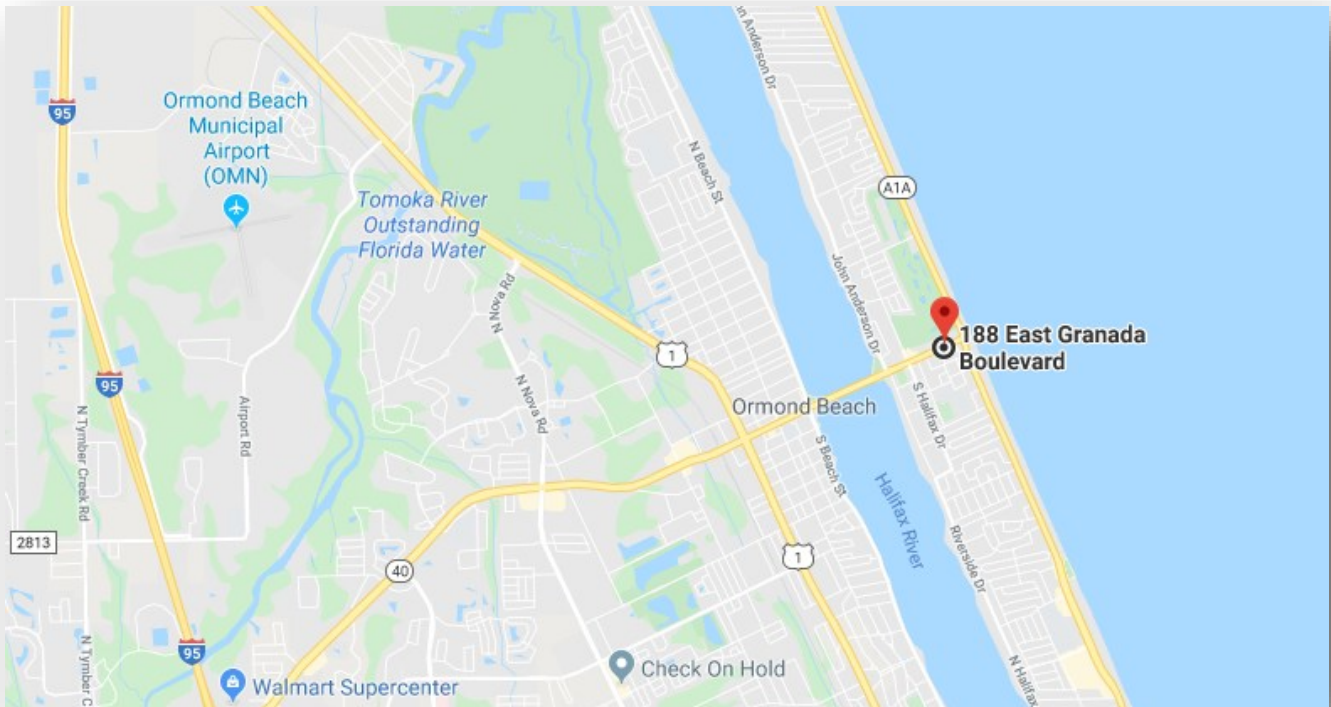 n Anderson Dr
95
Ormond Beach
Municipal
Airport
(OMN)
N Beach St
A1A
Tomoka River
Outstanding
Florida Water
John Anderson Dr
N Nova Rd
188 East Granada
Boulevard
1
95
N Nova Rd
Ormond Beach
S Halifax Dr
Airport Rd
N Tymber Creek Rd
S Beach St
Halifax River
2813
1
Riverside Dr
40
95
Check On Hold
N Tymber C
N Halifax
Walmart Supercenter